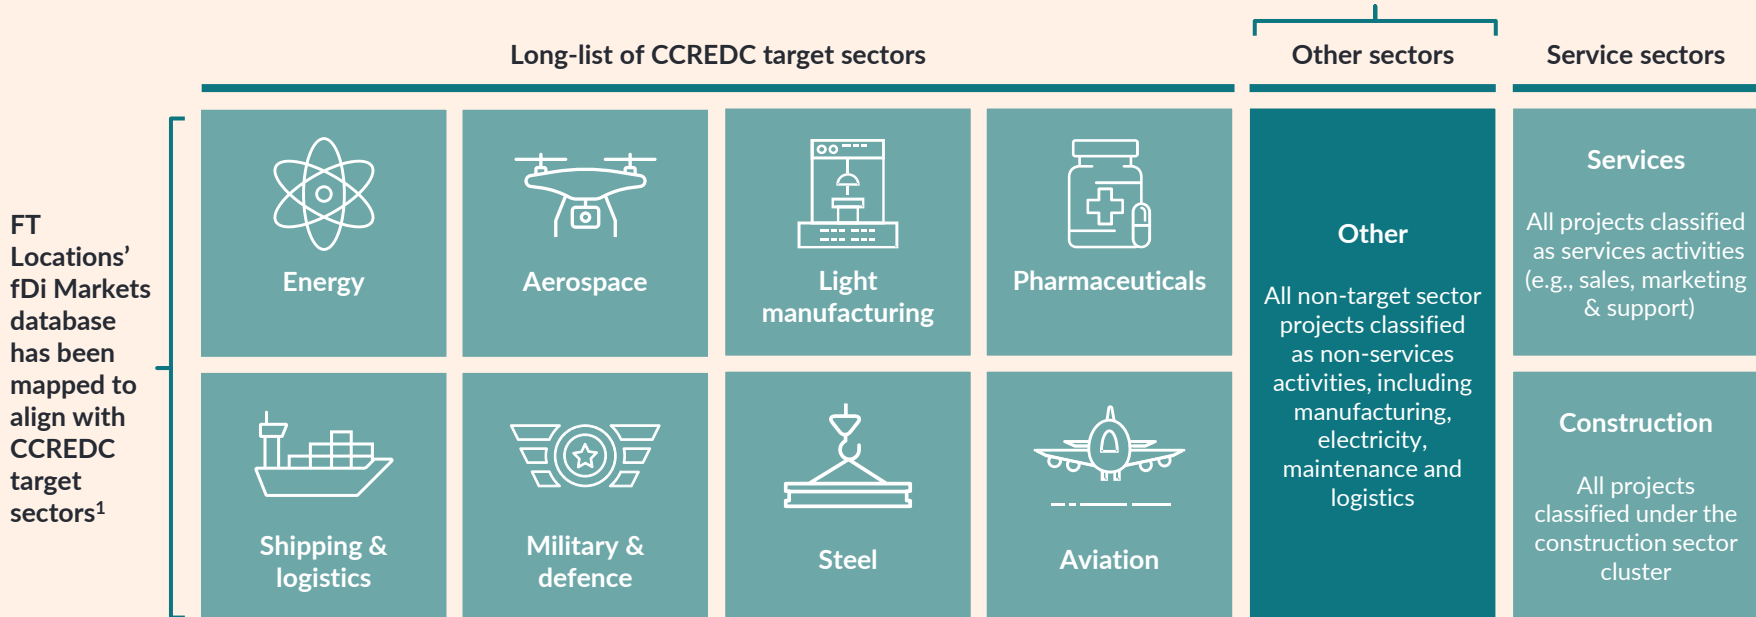 Long-list of CCREDC target sectors
Other sectors
Service sectors
FT
Locations’
fDi Markets
database
has been
mapped to
align with
CCREDC
target
sectors¹
Energy
Aerospace
Light
manufacturing
Pharmaceuticals
Shipping &
logistics
Military &
defence
Steel
Aviation
Other
All non-target sector
projects classified
as non-services
activities, including
manufacturing,
electricity,
maintenance and
logistics
Services
All projects classified
as services activities
(e.g., sales, marketing
& support)
Construction
All projects
classified under the
construction sector
cluster